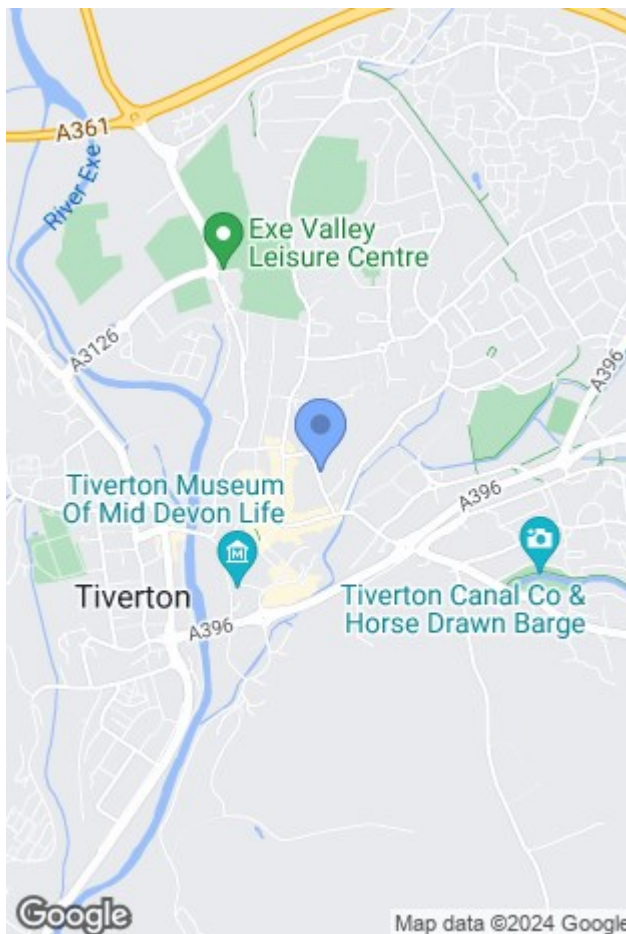 A361
River Exe
Exe Valley
Leisure Centre
A3126
A396
Tiverton Museum
Of Mid Devon Life
A396
Tiverton
Tiverton Canal Co &
Horse Drawn Barge
A396
Google
Map data ©2024 Google